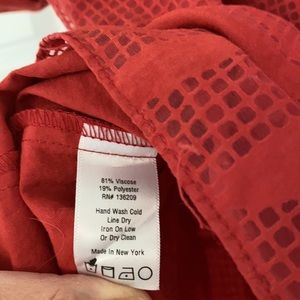 81% Viscose
19% Polyester
RN# 136209
Hand Wash Cold
Line Dry
Iron On Low
Or Dry Clean
Made In New York